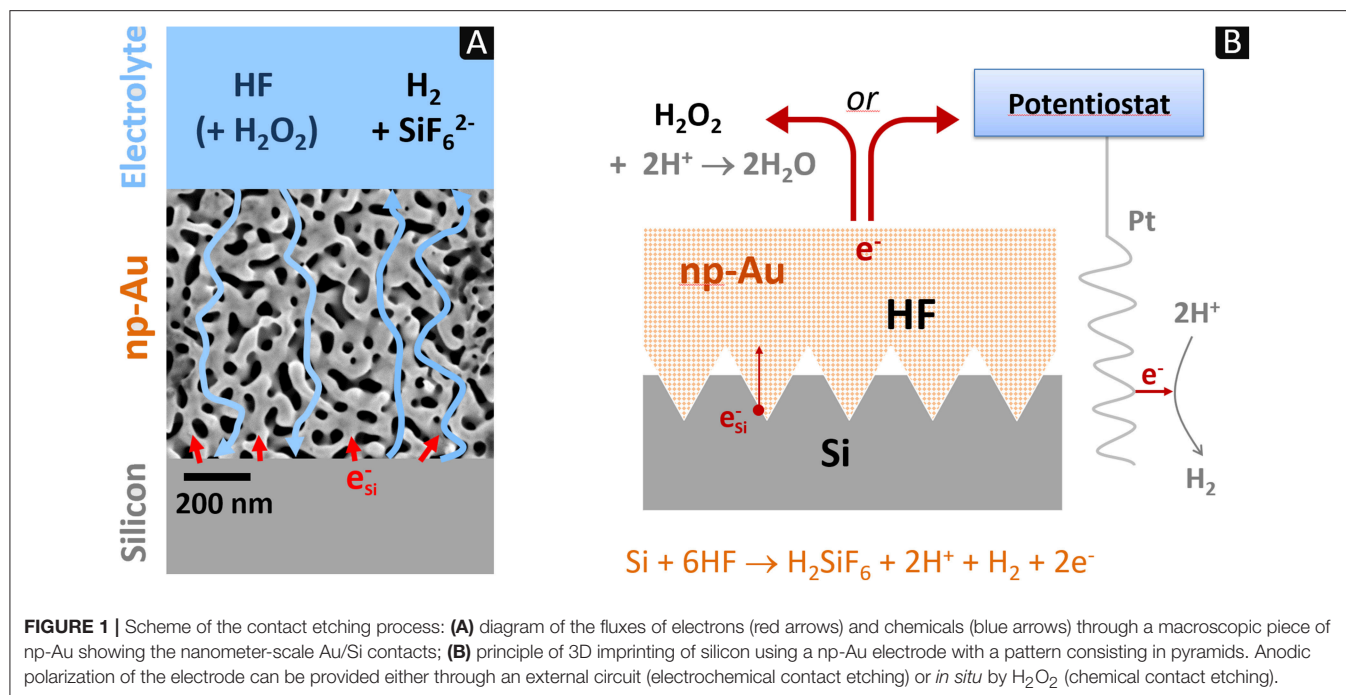 A
Electrolyte
HF
(+ H₂O₂)
H₂
+ SiF₆²⁻
np-Au
e⁻Si
200 nm
Silicon
B
or
Potentiostat
H₂O₂
+ 2H⁺ → 2H₂O
Pt
e⁻
np-Au
HF
2H⁺
e⁻
e⁻Si
Si
H₂
Si + 6HF → H₂SiF₆ + 2H⁺ + H₂ + 2e⁻
FIGURE 1 | Scheme of the contact etching process: (A) diagram of the fluxes of electrons (red arrows) and chemicals (blue arrows) through a macroscopic piece of
np-Au showing the nanometer-scale Au/Si contacts; (B) principle of 3D imprinting of silicon using a np-Au electrode with a pattern consisting in pyramids. Anodic
polarization of the electrode can be provided either through an external circuit (electrochemical contact etching) or in situ by H₂O₂ (chemical contact etching).